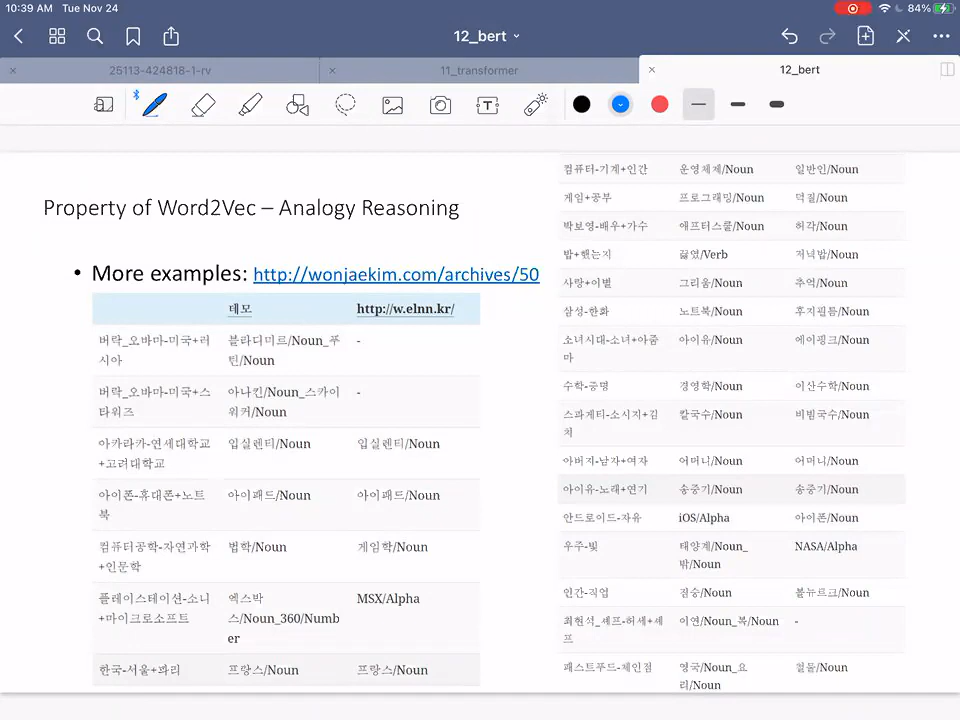 10:39 AM Tue Nov 24
84%
12_bert
25113-424818-1-rv
11_transformer
12_bert
Property of Word2Vec – Analogy Reasoning
• More examples: http://wonjaekim.com/archives/50
데모 http://w.elnn.kr/
버락_오바마-미국+러시아 블라디미르/Noun_푸틴/Noun -
버락_오바마-미국+스타워즈 아나킨/Noun_스카이워커/Noun -
아카라카-연세대학교+고려대학교 입실렌티/Noun 입실렌티/Noun
아이폰-휴대폰+노트북 아이패드/Noun 아이패드/Noun
컴퓨터공학-자연과학+인문학 법학/Noun 게임학/Noun
플레이스테이션-소니+마이크로소프트 엑스박스/Noun_360/Number MSX/Alpha
한국-서울+파리 프랑스/Noun 프랑스/Noun
컴퓨터-기계+인간 운영체제/Noun 일반인/Noun
게임+공부 프로그래밍/Noun 덕질/Noun
박보영-배우+가수 애프터스쿨/Noun 허각/Noun
밥+했는지 끓였/Verb 저녁밥/Noun
사랑+이별 그리움/Noun 추억/Noun
삼성-한화 노트북/Noun 후지필름/Noun
소녀시대-소녀+아줌마 아이유/Noun 에이핑크/Noun
수학-증명 경영학/Noun 이산수학/Noun
스파게티-소시지+김치 칼국수/Noun 비빔국수/Noun
아버지-남자+여자 어머니/Noun 어머니/Noun
아이유-노래+연기 송중기/Noun 송중기/Noun
안드로이드-자유 iOS/Alpha 아이폰/Noun
우주-빛 태양계/Noun_밖/Noun NASA/Alpha
인간-직업 짐승/Noun 볼뉴르크/Noun
최현석_셰프-허세+셰프 이연/Noun_복/Noun -
패스트푸드-체인점 영국/Noun_요리/Noun 철물/Noun